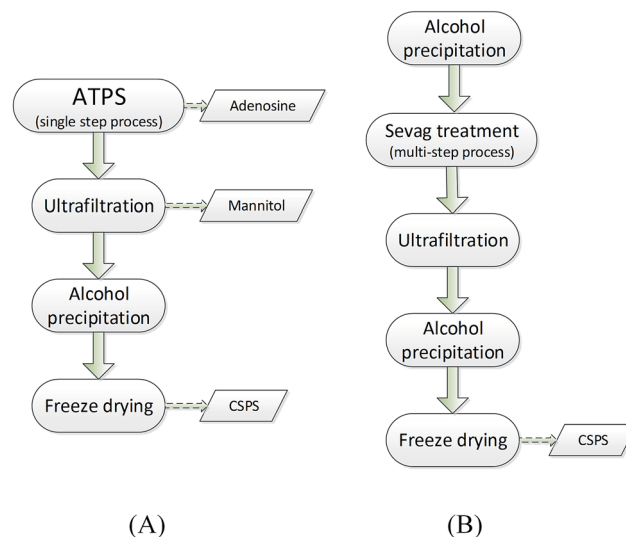 ATPS
(single step process)
Adenosine
Ultrafiltration
Mannitol
Alcohol
precipitation
Freeze drying
CSPS
(A)
Alcohol
precipitation
Sevag treatment
(multi-step process)
Ultrafiltration
Alcohol
precipitation
Freeze drying
CSPS
(B)